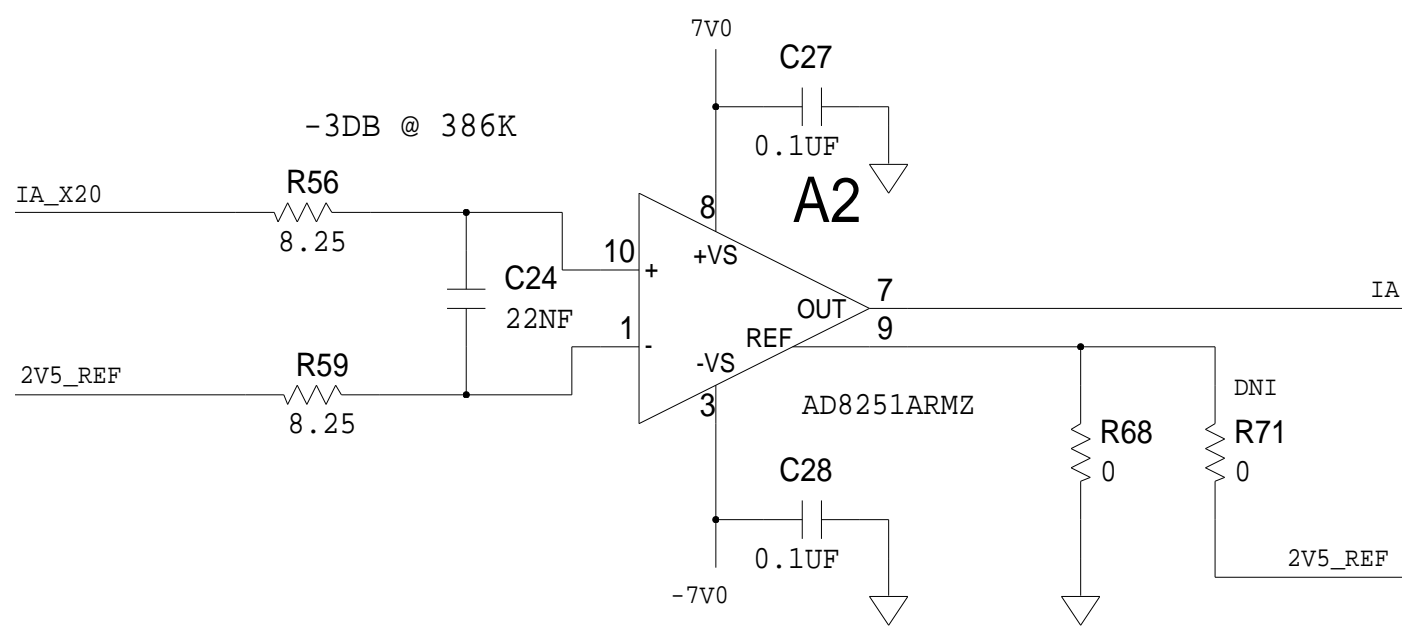 7V0
C27
-3DB @ 386K
0.1UF
IA_X20
R56
A2
8
8.25
10
+VS
+
C24
7
IA
22NF
OUT
1
9
-
REF
2V5_REF
R59
-VS
DNI
8.25
3
AD8251ARMZ
R68
R71
0
0
C28
0.1UF
2V5_REF
-7V0